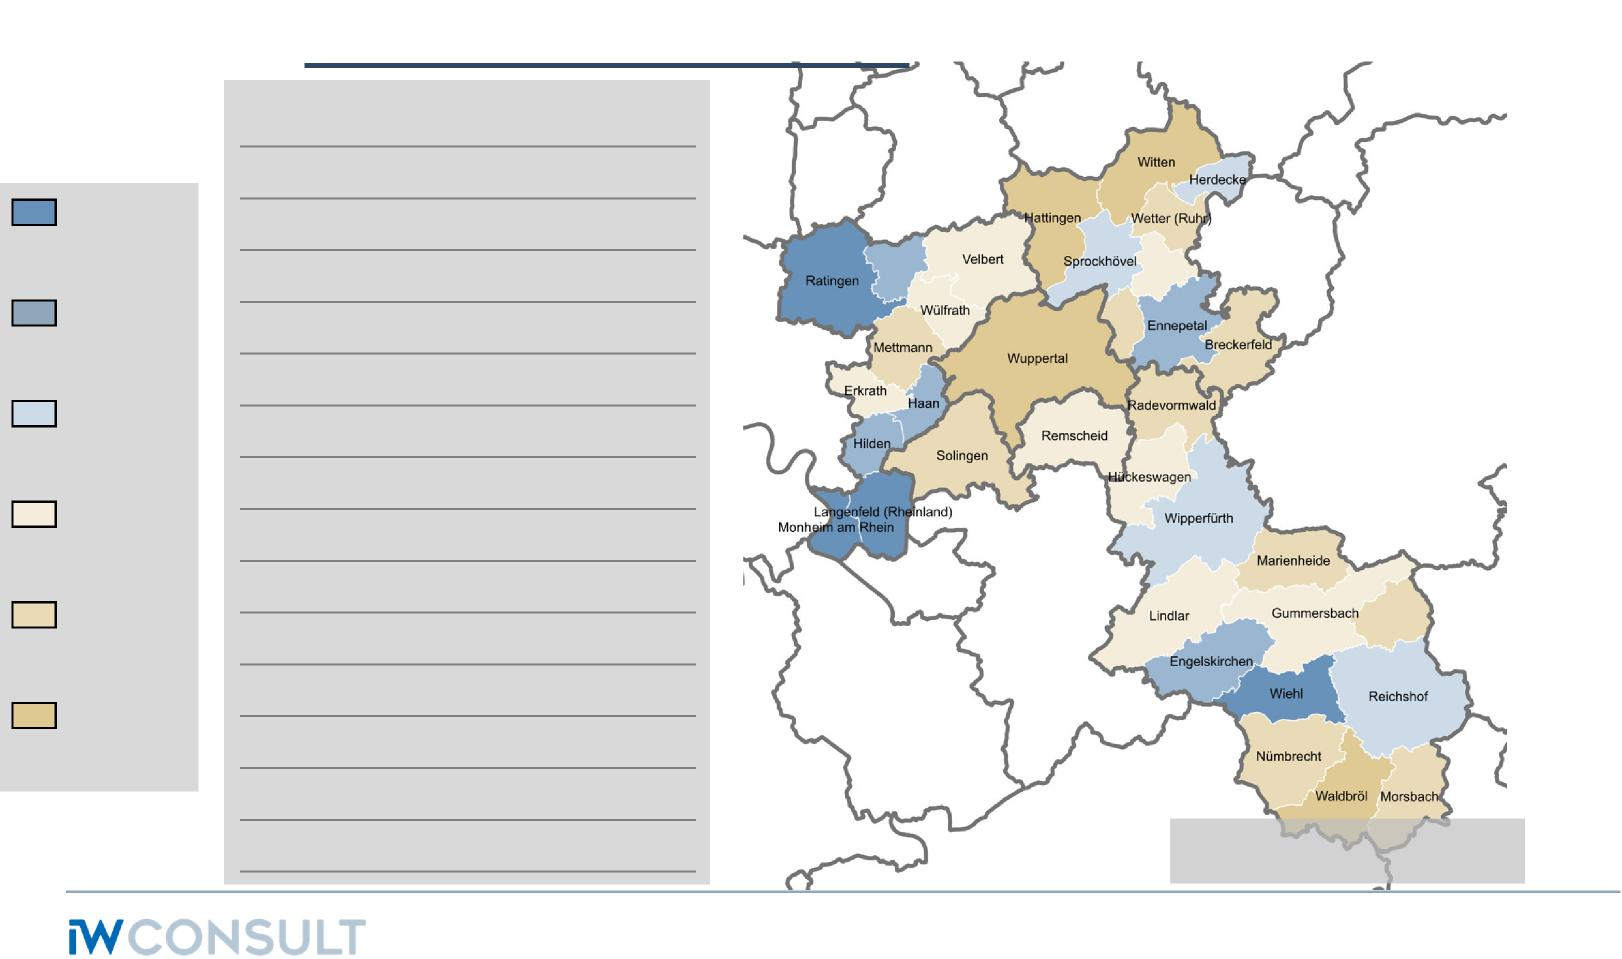 Witten
Herdecke
Hattingen
Wetter (Ruhr)
Velbert
Sprockhövel
Ratingen
Wülfrath
Ennepetal
Mettmann
Breckerfeld
Wuppertal
Erkrath
Haan
Radevormwald
Hilden
Remscheid
Solingen
Hückeswagen
Langenfeld (Rheinland)
Wipperfürth
Monheim am Rhein
Marienheide
Lindlar
Gummersbach
Engelskirchen
Wiehl
Reichshof
Nümbrecht
Waldbröl
Morsbach
iW CONSULT